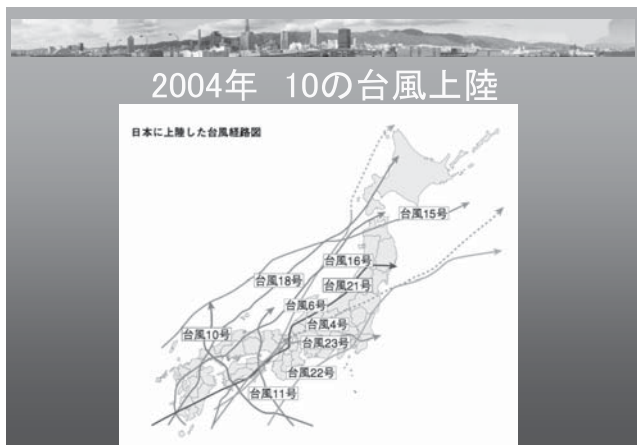 2004年 10の台風上陸
日本に上陸した台風経路図
台風15号
台風16号
台風18号
台風21号
台風6号
台風4号
台風10号
台風23号
台風22号
台風11号